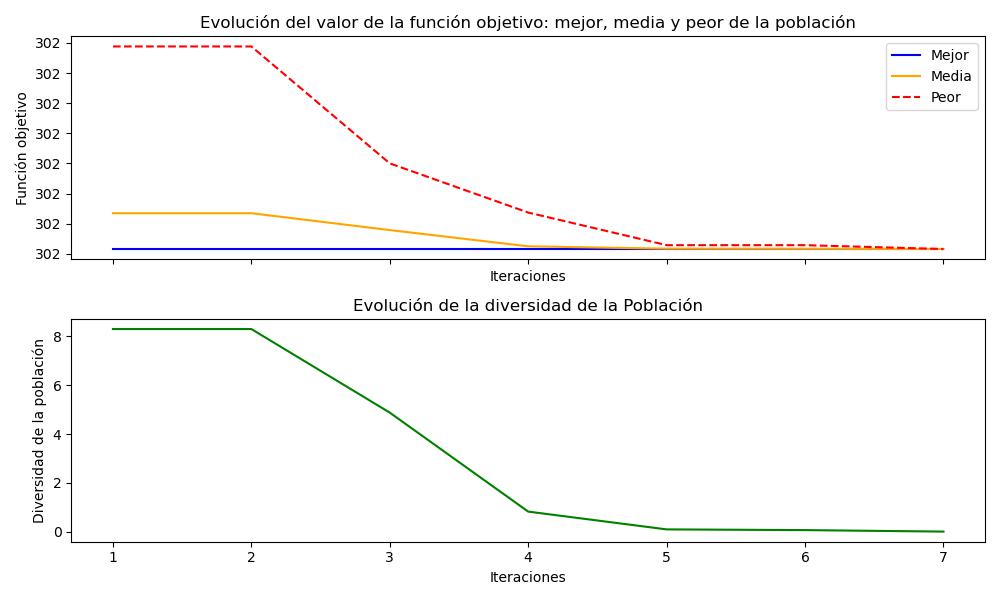 Evolución del valor de la función objetivo: mejor, media y peor de la población
302
302
302
302
302
302
302
302
Función objetivo
Mejor
Media
Peor
Iteraciones
Evolución de la diversidad de la Población
8
6
4
2
0
Diversidad de la población
1 2 3 4 5 6 7
Iteraciones